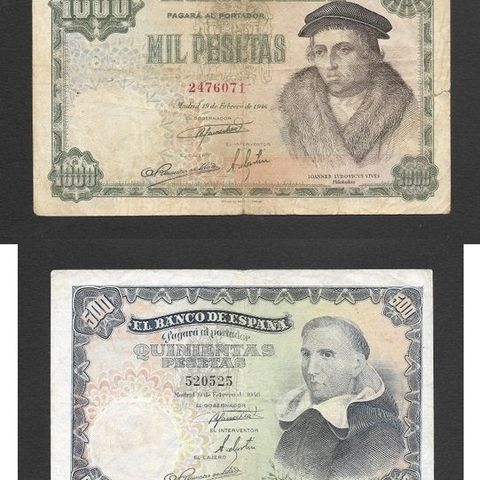 1000
PAGARÁ AL PORTADOR
MIL PESETAS
2476071
Madrid 19 de Febrero de 1946
EL GOBERNADOR
EL INTERVENTOR
EL CAJERO
1000
IOANNES LVDOVICVS VIVES
1000
500
500
EL BANCO DE ESPAÑA
Pagará al portador
QUINIENTAS
PESETAS
520525
Madrid 19 de Febrero de 1946
EL GOBERNADOR
EL INTERVENTOR
EL CAJERO